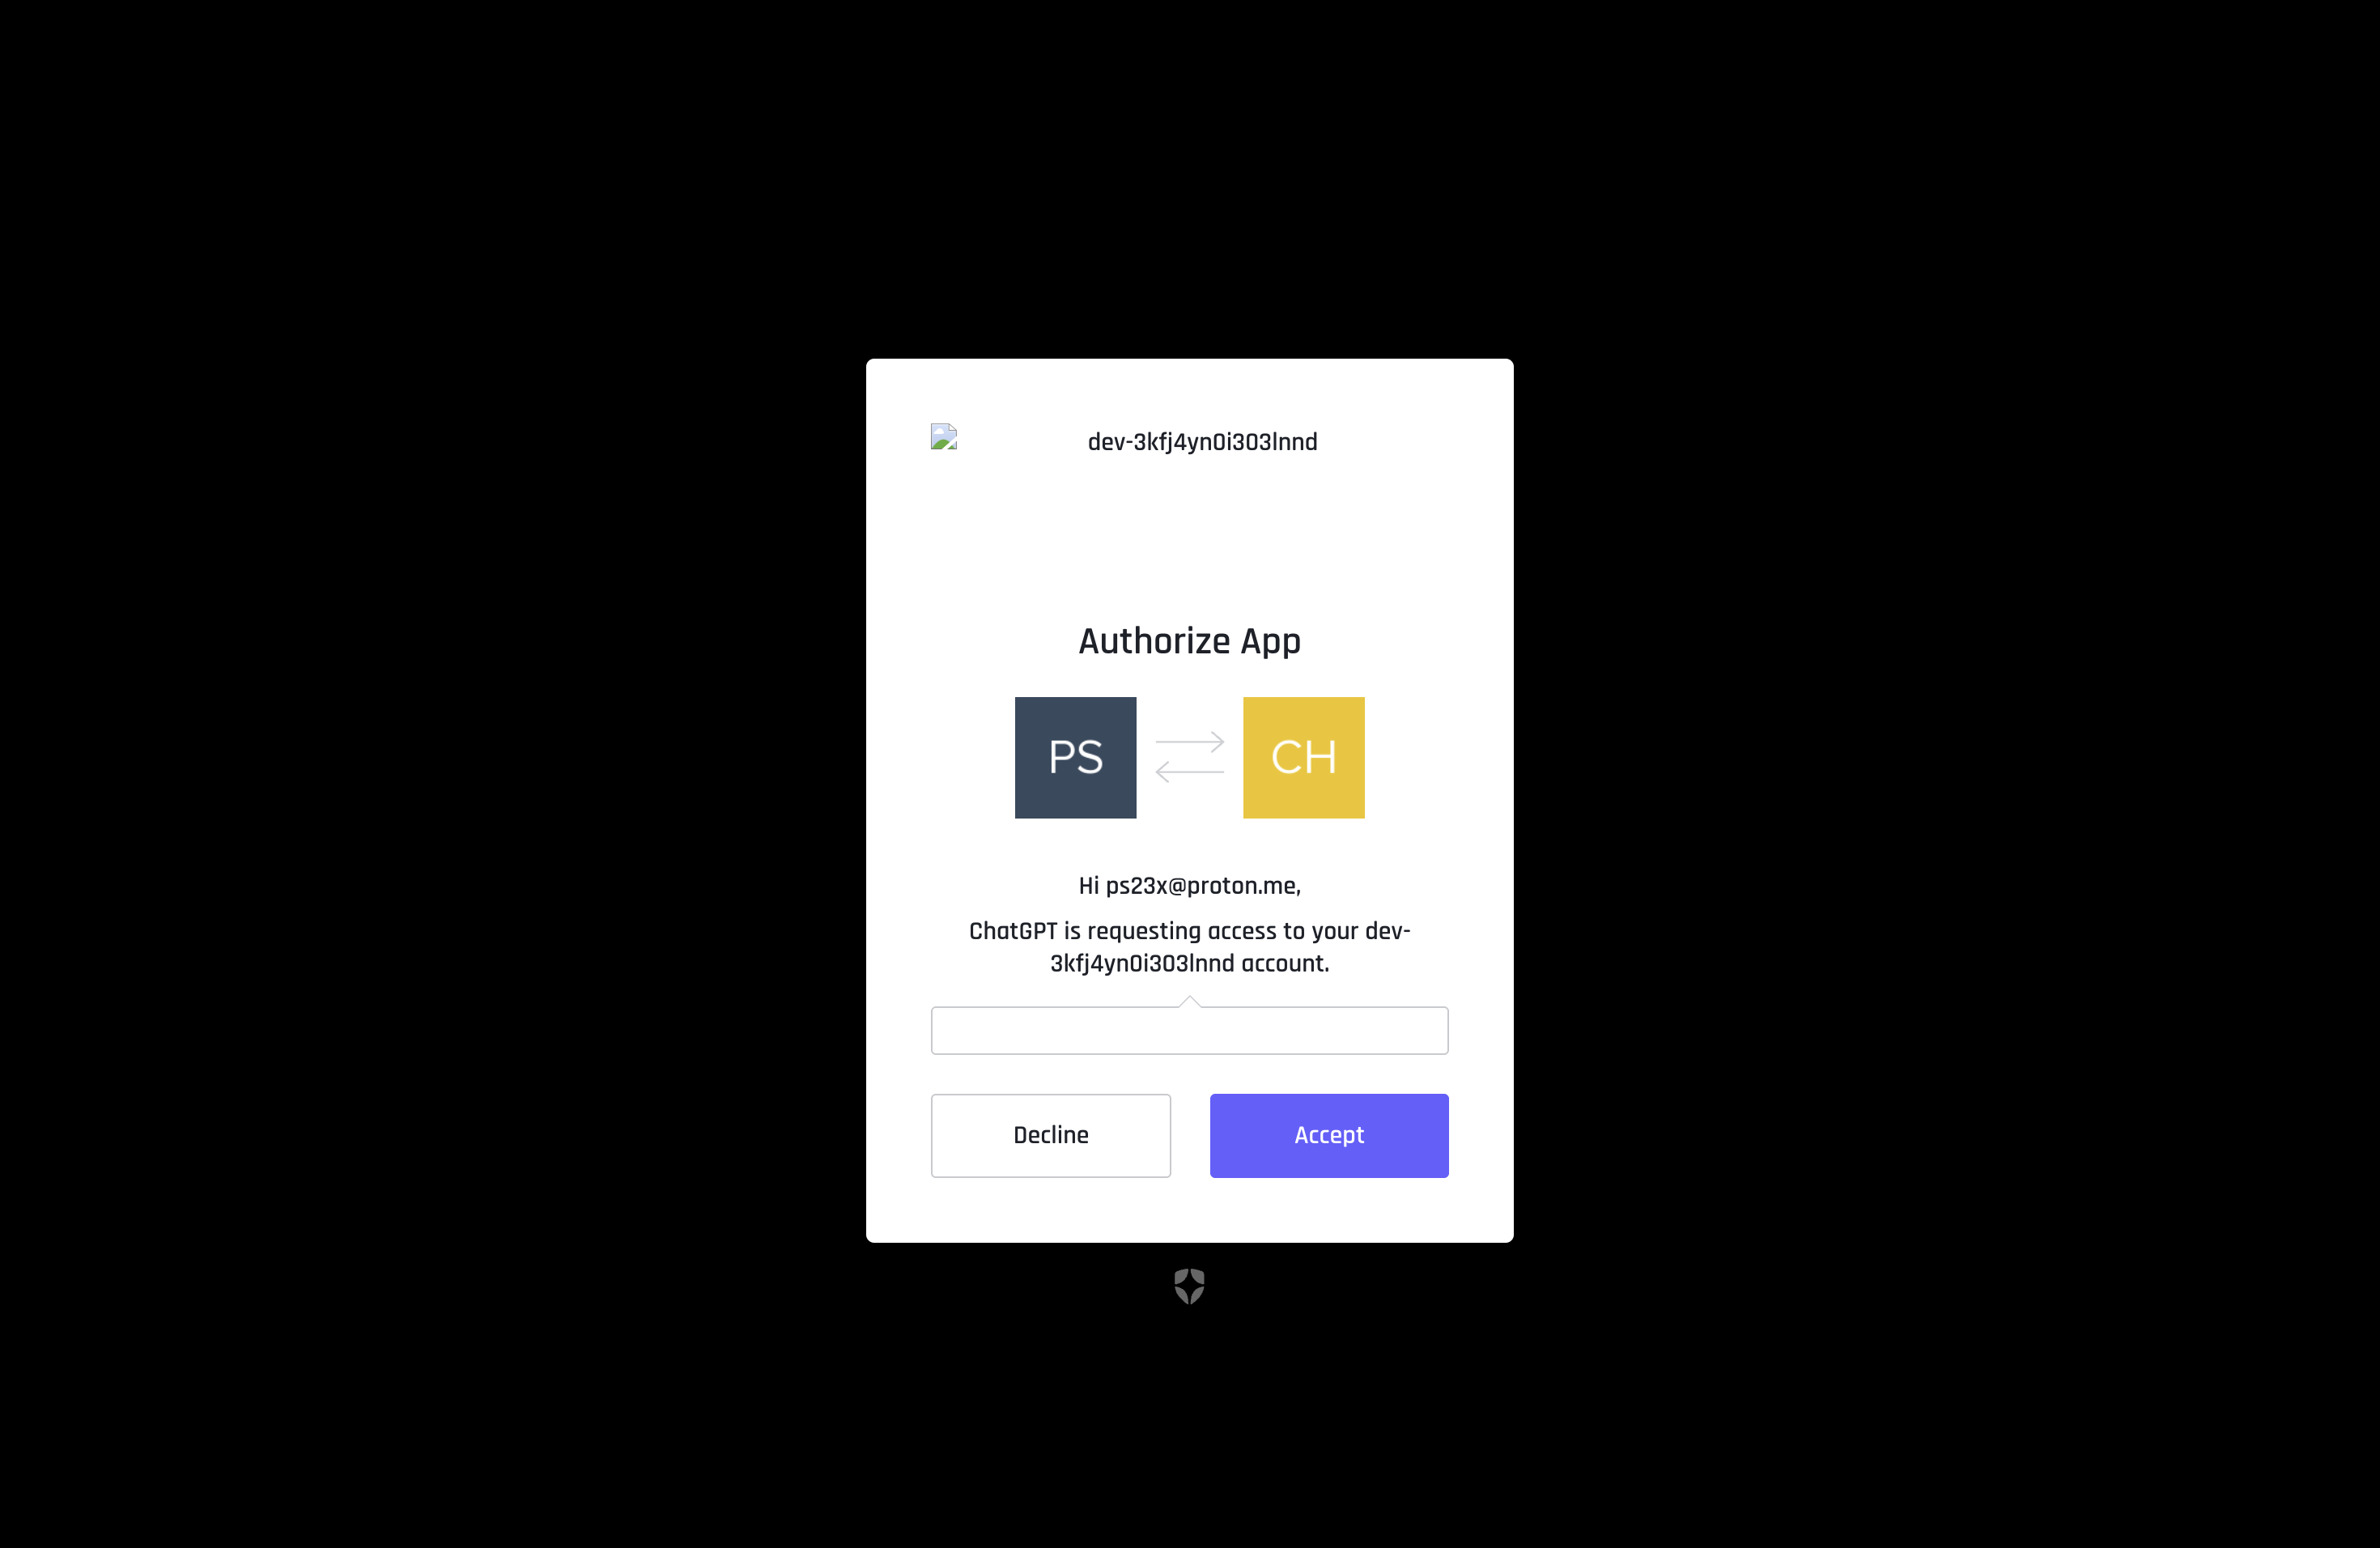 dev-3kfj4yn0i303lnnd
Authorize App
PS
CH
Hi ps23x@proton.me,
ChatGPT is requesting access to your dev-
3kfj4yn0i303lnnd account.
Decline
Accept